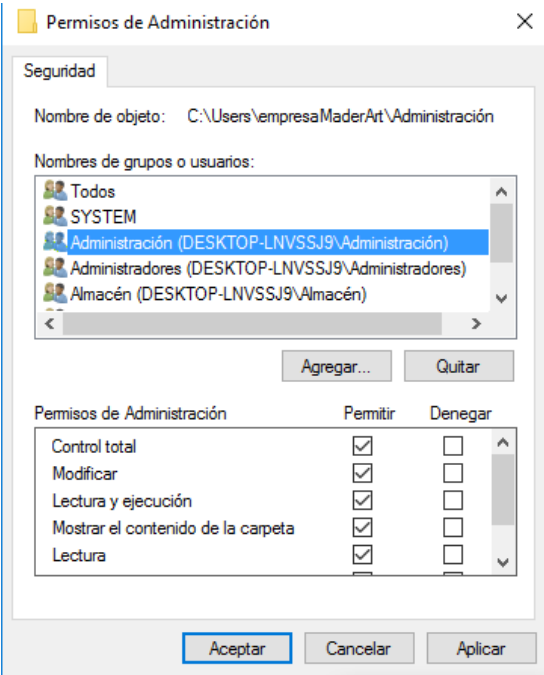 Permisos de Administración
Seguridad
Nombre de objeto: C:\Users\empresaMaderArt\Administración
Nombres de grupos o usuarios:
Todos
SYSTEM
Administración (DESKTOP-LNVSSJ9\Administración)
Administradores (DESKTOP-LNVSSJ9\Administradores)
Almacén (DESKTOP-LNVSSJ9\Almacén)
Agregar... Quitar
Permisos de Administración Permitir Denegar
Control total
Modificar
Lectura y ejecución
Mostrar el contenido de la carpeta
Lectura
Aceptar Cancelar Aplicar